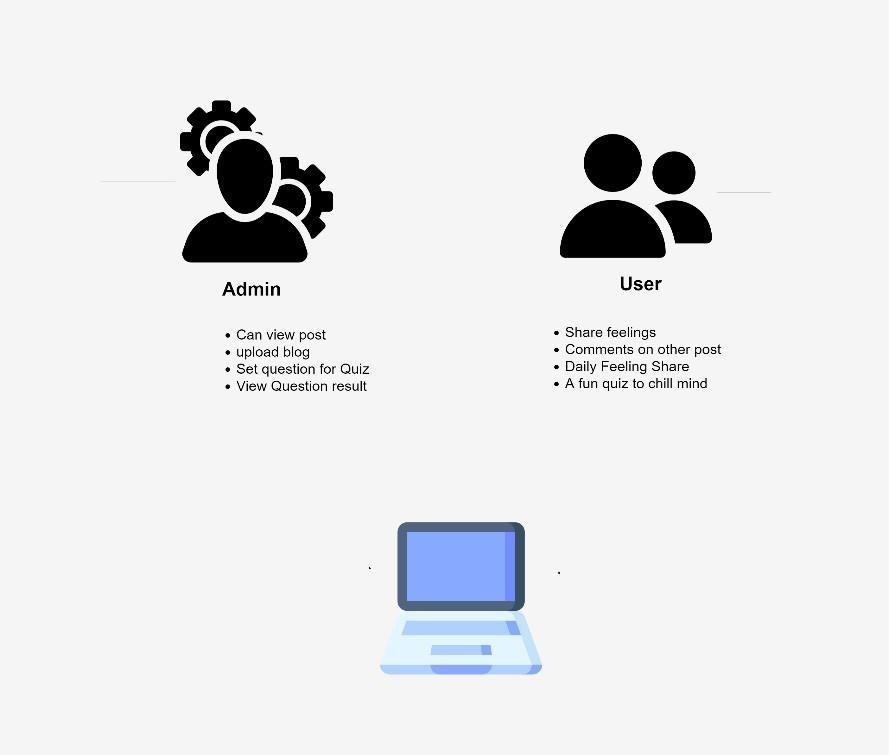 Admin
• Can view post
• upload blog
• Set question for Quiz
• View Question result
User
• Share feelings
• Comments on other post
• Daily Feeling Share
• A fun quiz to chill mind